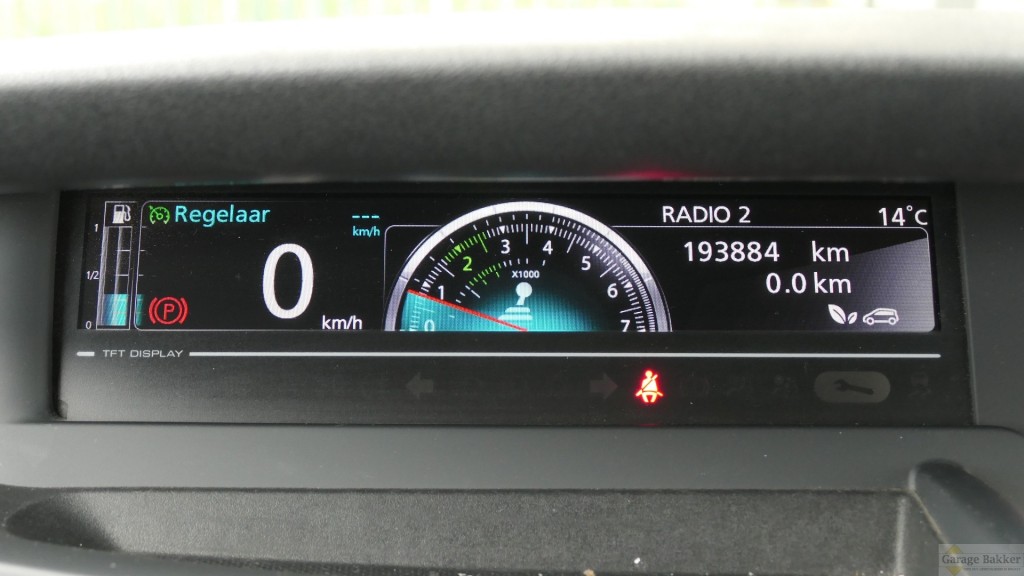 Regelaar
---
km/h
RADIO 2
14°C
1
1/2
0
0
km/h
P
0 1 2 3 4 5 6 7
X1000
193884 km
0.0 km
TFT DISPLAY
Garage Bakker